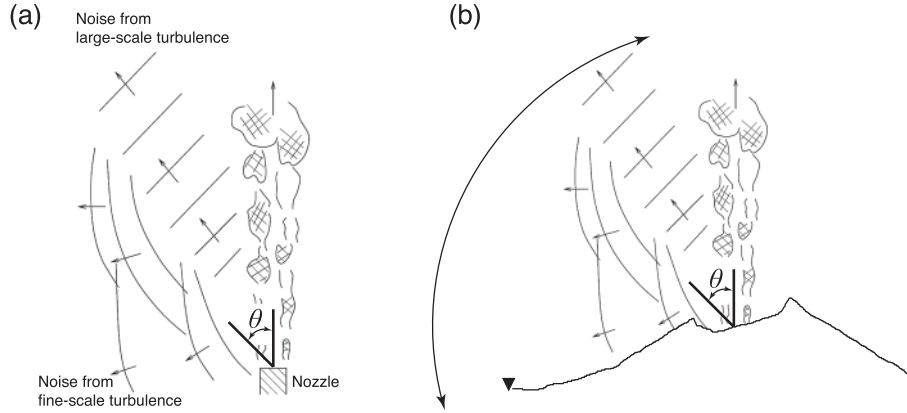 (a)
Noise from
large-scale turbulence
θ
Noise from
fine-scale turbulence
Nozzle
(b)
θ